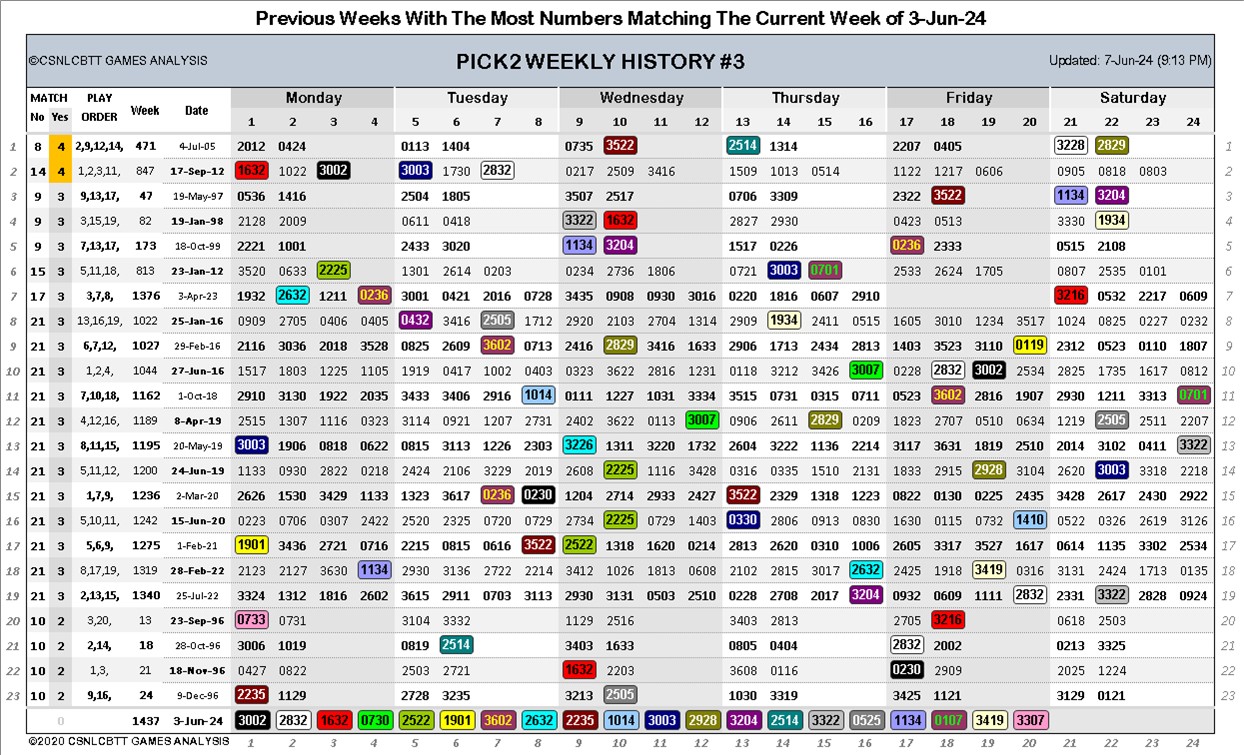 Previous Weeks With The Most Numbers Matching The Current Week of 3-Jun-24
©CSNLCBTT GAMES ANALYSIS PICK2 WEEKLY HISTORY #3 Updated: 7-Jun-24 (9:13 PM)
MATCH PLAY Week Date Monday Tuesday Wednesday Thursday Friday Saturday
No Yes ORDER 1 2 3 4 5 6 7 8 9 10 11 12 13 14 15 16 17 18 19 20 21 22 23 24
1 8 4 2,9,12,14, 471 4-Jul-05 2012 0424 0113 1404 0735 3522 2514 1314 2207 0405 3228 2829 1
2 14 4 1,2,3,11, 847 17-Sep-12 1632 1022 3002 3003 1730 2832 0217 2509 3416 1509 1013 0514 1122 1217 0606 0905 0818 0803 2
3 9 3 9,13,17, 47 19-May-97 0536 1416 2504 1805 3507 2517 0706 3309 2322 3522 1134 3204 3
4 9 3 3,15,19, 82 19-Jan-98 2128 2009 0611 0418 3322 1632 2827 2930 0423 0513 3330 1934 4
5 9 3 7,13,17, 173 18-Oct-99 2221 1001 2433 3020 1134 3204 1517 0226 0236 2333 0515 2108 5
6 15 3 5,11,18, 813 23-Jan-12 3520 0633 2225 1301 2614 0203 0234 2736 1806 0721 3003 0701 2533 2624 1705 0807 2535 0101 6
7 17 3 3,7,8, 1376 3-Apr-23 1932 2632 1211 0236 3001 0421 2016 0728 3435 0908 0930 3016 0220 1816 0607 2910 3216 0532 2217 0609 7
8 21 3 13,16,19, 1022 25-Jan-16 0909 2705 0406 0405 0432 3416 2505 1712 2920 2103 2704 1314 2909 1934 2411 0515 1605 3010 1234 3517 1024 0825 0227 0232 8
9 21 3 6,7,12, 1027 29-Feb-16 2116 3036 2018 3528 0825 2609 3602 0713 2416 2829 3416 1633 2906 1713 2434 2813 1403 3523 3110 0119 2312 0523 0110 1807 9
10 21 3 1,2,4, 1044 27-Jun-16 1517 1803 1225 1105 1919 0417 1002 0403 0323 3622 2816 1231 0118 3212 3426 3007 0228 2832 3002 2534 2825 1735 1617 0812 10
11 21 3 7,10,18, 1162 1-Oct-18 2910 3130 1922 2035 3433 3406 2916 1014 0111 1227 1031 3334 3515 0731 0315 0711 0523 3602 2816 1907 2930 1211 3313 0701 11
12 21 3 4,12,16, 1189 8-Apr-19 2515 1307 1116 0323 3114 0921 1207 2731 2402 3622 0113 3007 0906 1415 2829 0209 1823 2707 0510 0634 1219 2505 2411 2207 12
13 21 3 8,11,15, 1195 20-May-19 3003 1906 0818 0622 0815 3113 1226 2303 3226 1311 3220 1732 2604 3222 1136 2214 3117 3631 1819 2510 2014 3102 0411 3322 13
14 21 3 5,11,12, 1200 24-Jun-19 1133 0930 2822 0218 2424 2106 3229 2019 2608 2225 1116 3428 0316 0335 1510 2131 1833 2915 2928 3104 2620 3003 3318 2218 14
15 21 3 1,7,9, 1236 2-Mar-20 2626 1530 3429 1133 1323 3617 0236 0230 1204 2714 2933 2427 3522 2329 1318 1223 0822 0130 0225 2435 3428 2617 2430 2922 15
16 21 3 5,10,11, 1242 15-Jun-20 0223 0706 0307 2422 2520 2325 0720 0729 2734 2225 0729 1403 0330 2806 0913 0830 1630 0115 0732 1410 0522 0326 2619 3126 16
17 21 3 5,6,9, 1275 1-Feb-21 1901 3436 2721 0716 2215 0815 0616 3522 2522 1318 1620 0214 2813 2620 0310 1006 2605 3317 3527 1617 0614 1135 3302 2534 17
18 21 3 8,17,19, 1319 28-Feb-22 2123 2127 3630 1134 2930 3136 2722 2214 3412 1026 1813 0608 2102 2815 3017 2632 2425 1918 3419 0316 3131 2424 1713 0135 18
19 21 3 2,13,15, 1340 25-Jul-22 3324 1312 1816 2602 3615 2911 0703 3113 2930 3131 0503 2510 0228 2708 2017 3204 0932 0609 1111 2832 2331 3322 2828 0924 19
20 10 2 3,20, 13 23-Sep-96 0733 0731 3104 3332 1129 2516 3403 2813 2705 3216 0618 2503 20
21 10 2 2,14, 18 28-Oct-96 3006 1019 0819 2514 3403 1633 0805 0404 2832 2002 0213 3325 21
22 10 2 1,3, 21 18-Nov-96 0427 0822 2503 2721 1632 2203 3608 0116 0230 2909 2025 1224 22
23 10 2 9,16, 24 9-Dec-96 2235 1129 2728 3235 3213 2505 1030 3319 3425 1121 3129 0121 23
0 1437 3-Jun-24 3002 2832 1632 0730 2522 1901 3602 2632 2235 1014 3003 2928 3204 2514 3322 0525 1134 0107 3419 3307
©2020 CSNLCBTT GAMES ANALYSIS 1 2 3 4 5 6 7 8 9 10 11 12 13 14 15 16 17 18 19 20 21 22 23 24